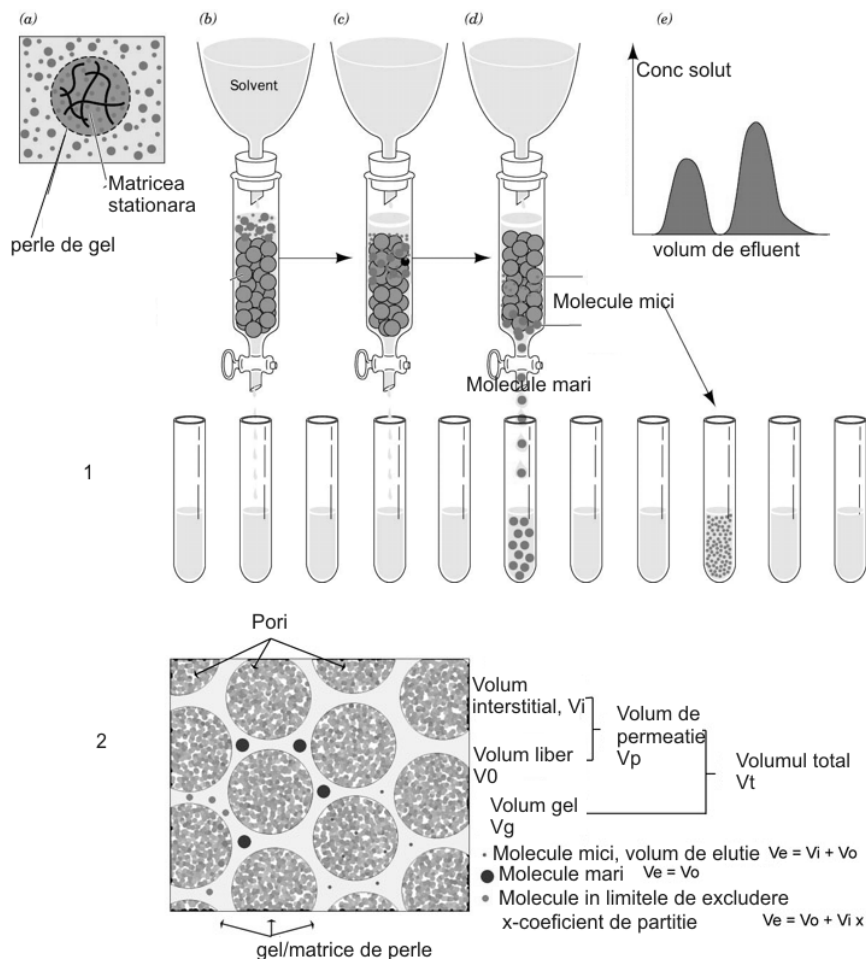 (a)
(b)
(c)
(d)
(e)
Solvent
Conc solut
Matricea
stationara
perle de gel
volum de efluent
Molecule mici
Molecule mari
1
Pori
2
Volum
interstitial, Vi
Volum liber
V0
Volum de
permeatie
Vp
Volumul total
Vt
Volum gel
Vg
Molecule mici, volum de elutie Ve = Vi + Vo
Molecule mari Ve = Vo
Molecule in limitele de excludere
x-coeficient de partitie Ve = Vo + Vi x
gel/matrice de perle